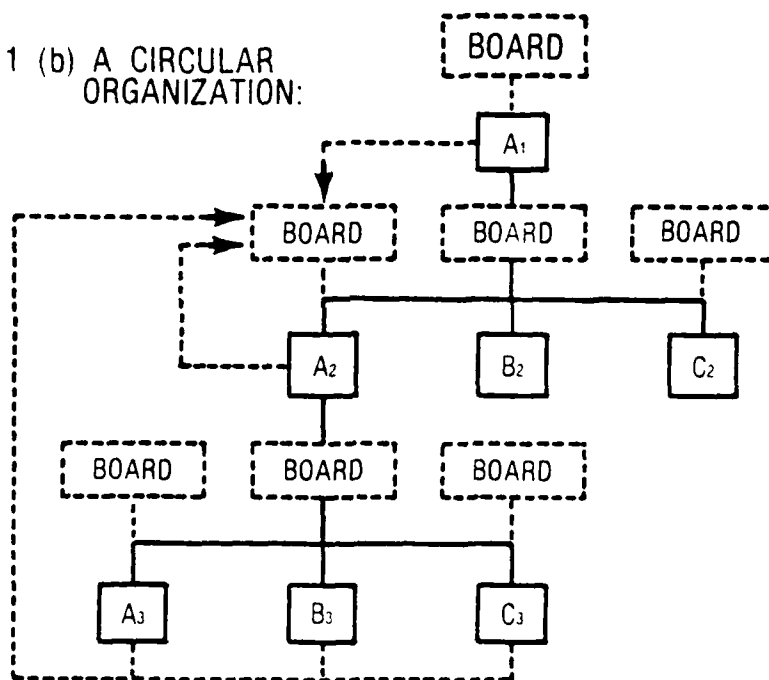 1 (b) A CIRCULAR
ORGANIZATION:
BOARD
A1
BOARD
BOARD
BOARD
A2
B2
C2
BOARD
BOARD
BOARD
A3
B3
C3